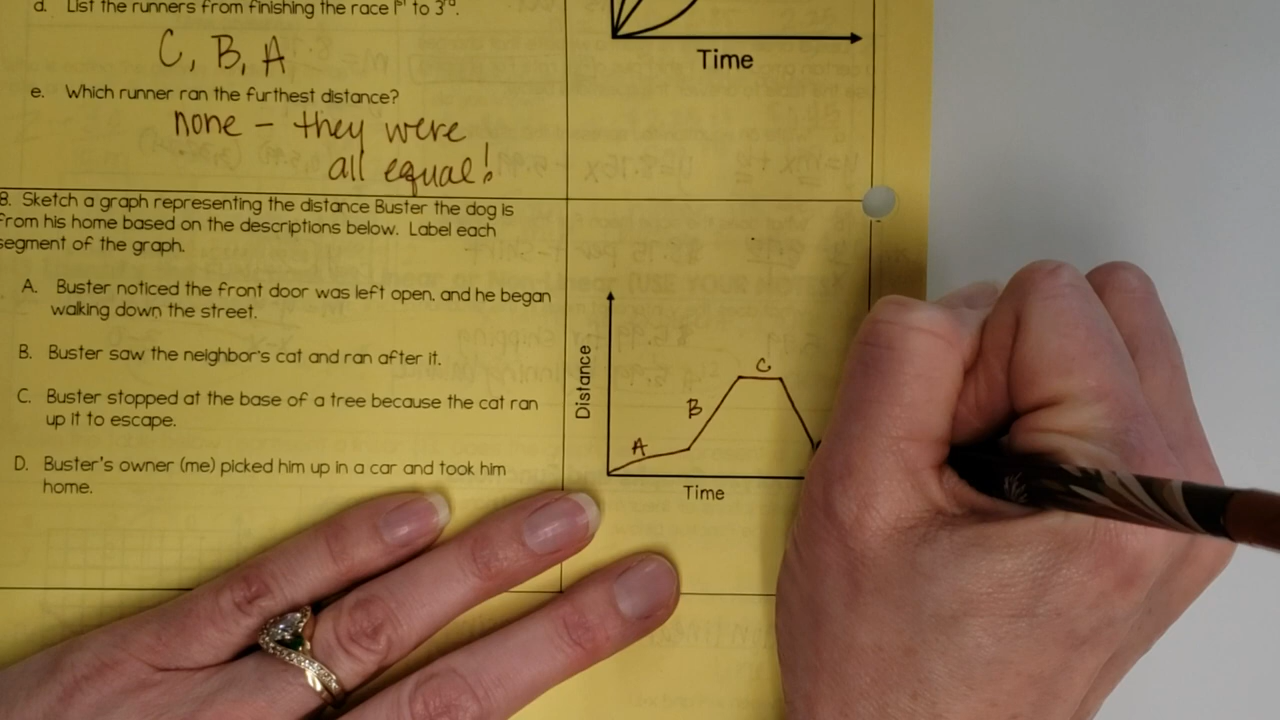 d. List the runners from finishing the race 1st to 3rd.
C, B, A
e. Which runner ran the furthest distance?
none - they were
all equal!
Time
8. Sketch a graph representing the distance Buster the dog is
from his home based on the descriptions below. Label each
segment of the graph.
A. Buster noticed the front door was left open, and he began
walking down the street.
B. Buster saw the neighbor's cat and ran after it.
C. Buster stopped at the base of a tree because the cat ran
up it to escape.
D. Buster's owner (me) picked him up in a car and took him
home.
Distance
A
B
C
Time